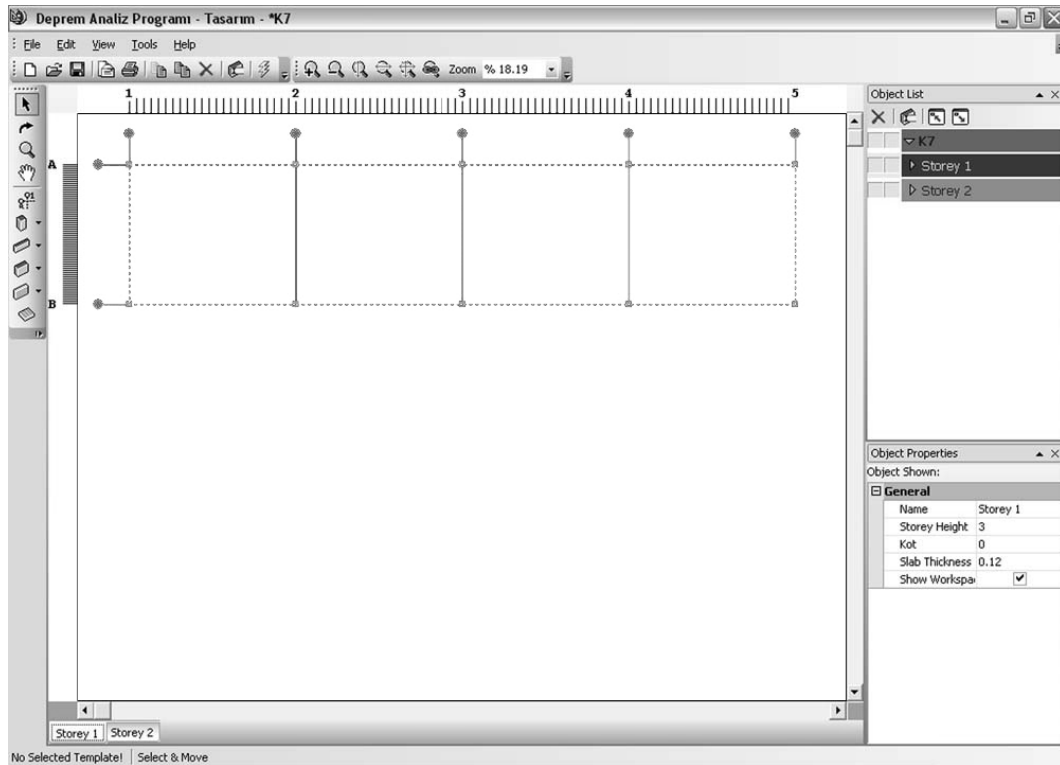 Deprem Analiz Programı - Tasarım - *K7
File Edit View Tools Help
Zoom % 18.19
1 2 3 4 5
A
B
Object List
K7
Storey 1
Storey 2
Object Properties
Object Shown:
General
Name Storey 1
Storey Height 3
Kot 0
Slab Thickness 0.12
Show Workspa
Storey 1 Storey 2
No Selected Template! Select & Move